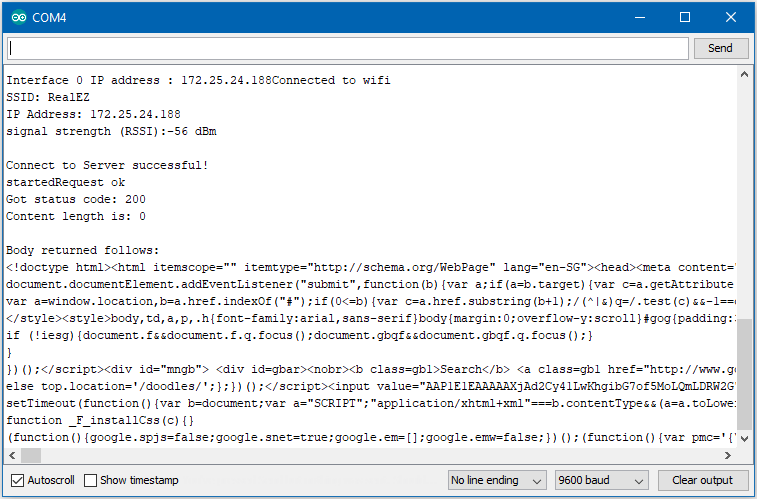 COM4
Send
Interface 0 IP address : 172.25.24.188Connected to wifi
SSID: RealEZ
IP Address: 172.25.24.188
signal strength (RSSI):-56 dBm
Connect to Server successful!
startedRequest ok
Got status code: 200
Content length is: 0
Body returned follows:
<!doctype html><html itemscope="" itemtype="http://schema.org/WebPage" lang="en-SG"><head><meta content="
document.documentElement.addEventListener("submit",function(b){var a;if(a=b.target){var c=a.getAttribute
var a=window.location,b=a.href.indexOf("#");if(0<=b){var c=a.href.substring(b+1);/(^|&)q=/.test(c)&&-1==
</style><style>body,td,a,p,.h{font-family:arial,sans-serif}body{margin:0;overflow-y:scroll}#gog{padding:
if (!iesg){document.f&&document.f.q.focus();document.gbqf&&document.gbqf.q.focus();}
}
})();</script><div id="mngb"> <div id=gbar><nobr><b class=gb1>Search</b> <a class=gb1 href="http://www.go
else top.location='/doodles/';};})();</script><input value="AAP1E1EAAAAAXjAd2Cy41LwKhgibG7of5MoLQmLDRW2G
setTimeout(function(){var b=document;var a="SCRIPT";"application/xhtml+xml"===b.contentType&&(a=a.toLowe
function _F_installCss(c){}
(function(){google.spjs=false;google.snet=true;google.em=[];google.emw=false;})();(function(){var pmc='{
Autoscroll
Show timestamp
No line ending
9600 baud
Clear output